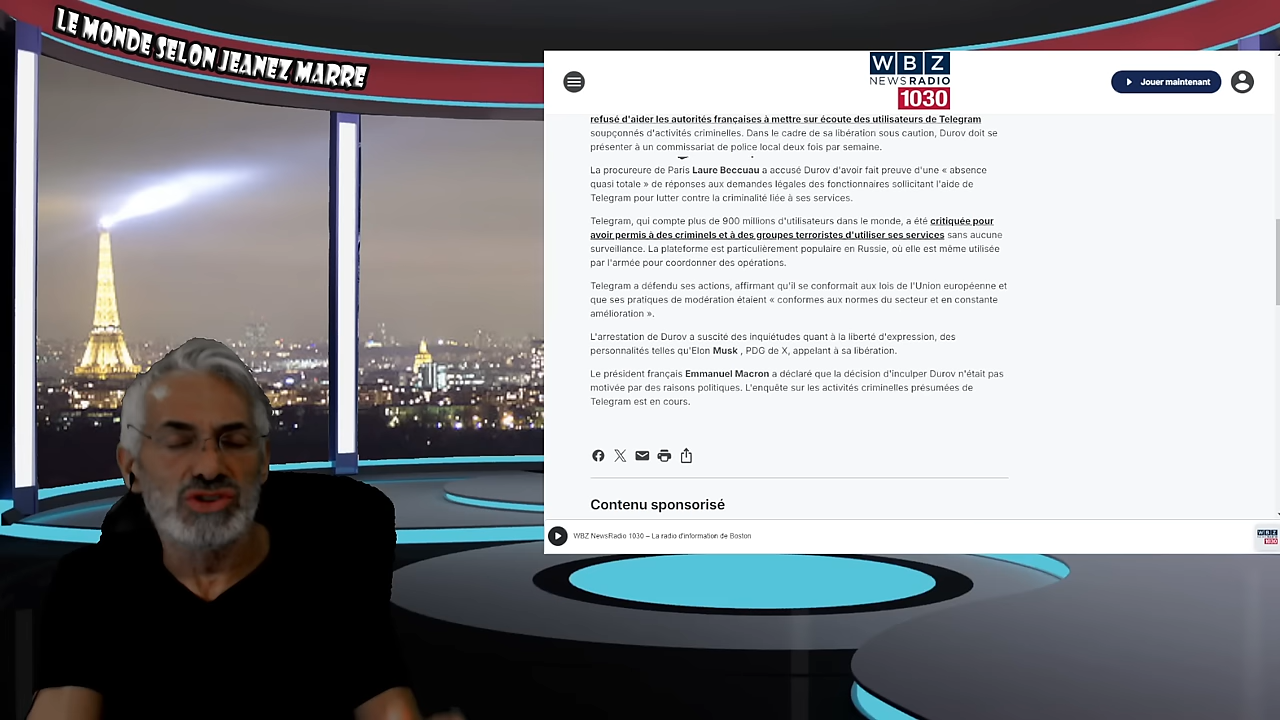 LE MONDE SELON JEANEZ MARRE
WBZ
NEWSRADIO
1030
Jouer maintenant
refusé d'aider les autorités françaises à mettre sur écoute des utilisateurs de Telegram
soupçonnés d'activités criminelles. Dans le cadre de sa libération sous caution, Durov doit se
présenter à un commissariat de police local deux fois par semaine.
La procureure de Paris Laure Beccuau a accusé Durov d'avoir fait preuve d'une « absence
quasi totale » de réponses aux demandes légales des fonctionnaires sollicitant l'aide de
Telegram pour lutter contre la criminalité liée à ses services.
Telegram, qui compte plus de 900 millions d'utilisateurs dans le monde, a été critiquée pour
avoir permis à des criminels et à des groupes terroristes d'utiliser ses services sans aucune
surveillance. La plateforme est particulièrement populaire en Russie, où elle est même utilisée
par l'armée pour coordonner des opérations.
Telegram a défendu ses actions, affirmant qu'il se conformait aux lois de l'Union européenne et
que ses pratiques de modération étaient « conformes aux normes du secteur et en constante
amélioration ».
L'arrestation de Durov a suscité des inquiétudes quant à la liberté d'expression, des
personnalités telles qu'Elon Musk , PDG de X, appelant à sa libération.
Le président français Emmanuel Macron a déclaré que la décision d'inculper Durov n'était pas
motivée par des raisons politiques. L'enquête sur les activités criminelles présumées de
Telegram est en cours.
Contenu sponsorisé
WBZ NewsRadio 1030 – La radio d'information de Boston
WBZ
1030